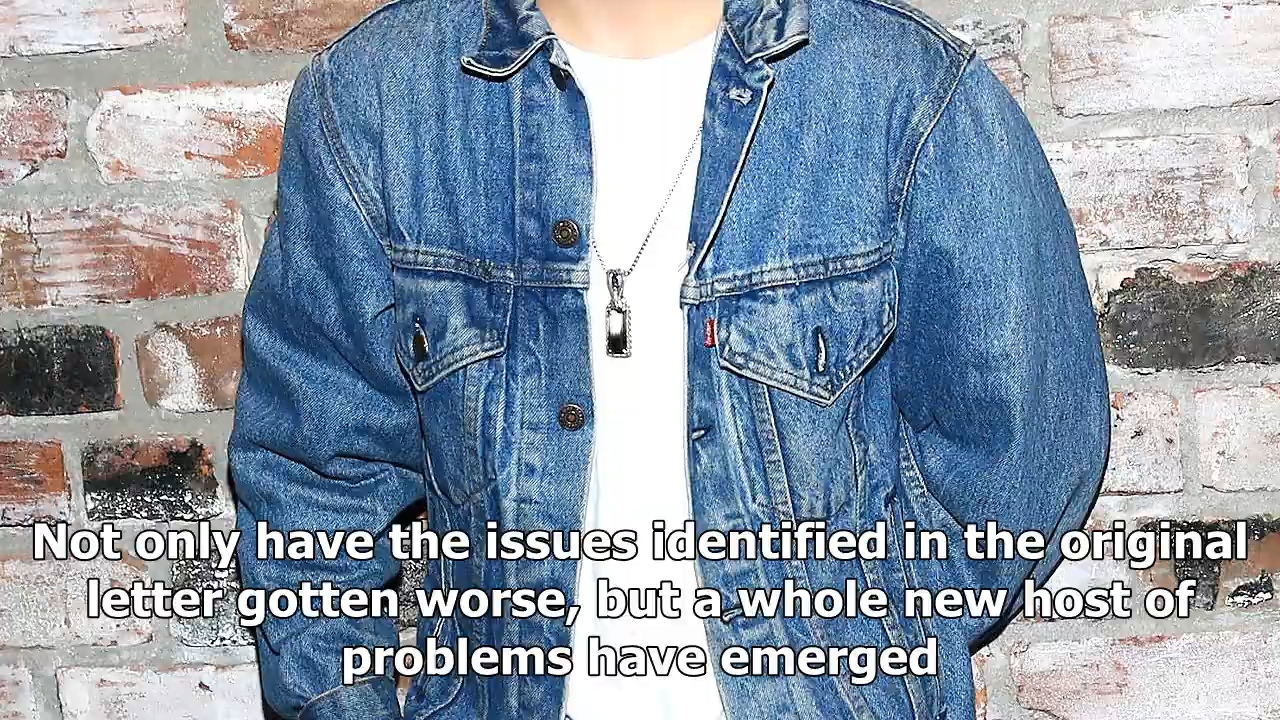 Not only have the issues identified in the original
letter gotten worse, but a whole new host of
problems have emerged